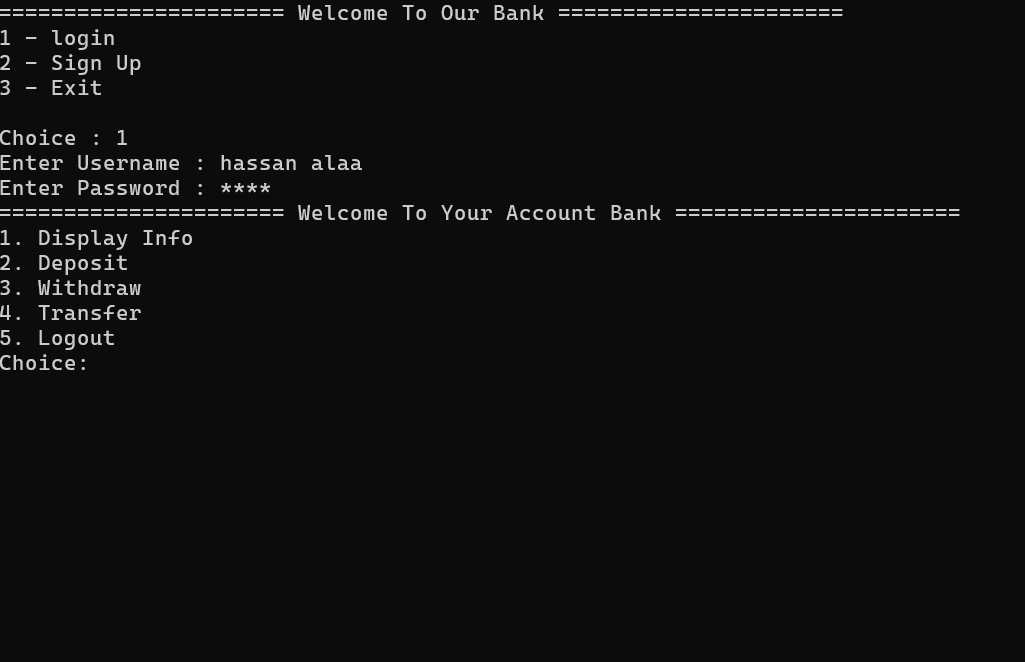 ====================== Welcome To Our Bank ======================
1 - login
2 - Sign Up
3 - Exit
Choice : 1
Enter Username : hassan alaa
Enter Password : ****
====================== Welcome To Your Account Bank ======================
1. Display Info
2. Deposit
3. Withdraw
4. Transfer
5. Logout
Choice: